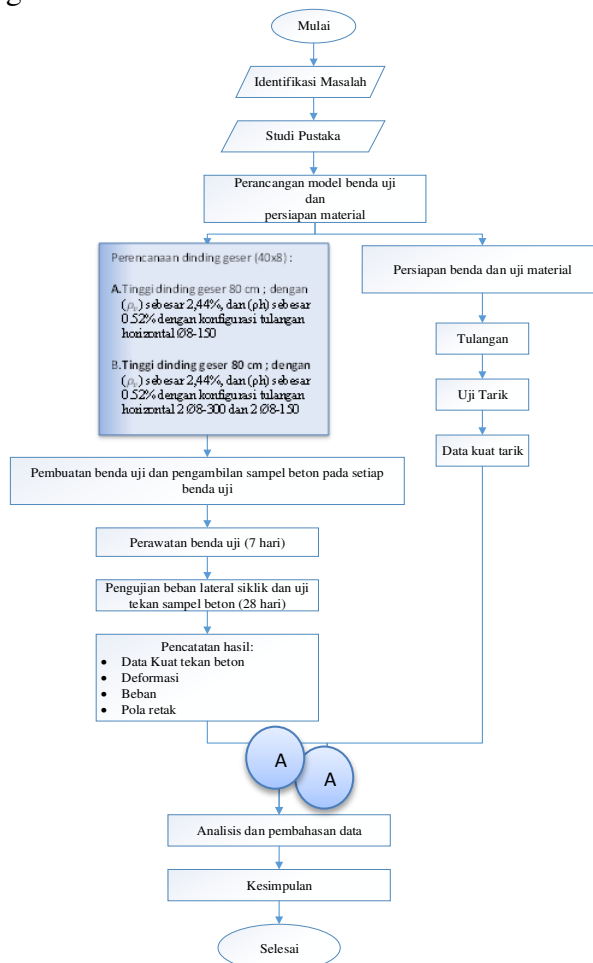 Mulai
Identifikasi Masalah
Studi Pustaka
Perancangan model benda uji
dan
persiapan material
Perencanaan dinding geser (40x8) :
A.Tinggi dinding geser 80 cm ; dengan
(ρᵥ) sebesar 2,44%, dan (ρh) sebesar
0.52% dengan konfigurasi tulangan
horizontal Ø8-150
B.Tinggi dinding geser 80 cm ; dengan
(ρᵥ) sebesar 2,44%, dan (ρh) sebesar
0.52% dengan konfigurasi tulangan
horizontal 2 Ø8-300 dan 2 Ø8-150
Persiapan benda dan uji material
Tulangan
Uji Tarik
Data kuat tarik
Pembuatan benda uji dan pengambilan sampel beton pada setiap
benda uji
Perawatan benda uji (7 hari)
Pengujian beban lateral siklik dan uji
tekan sampel beton (28 hari)
Pencatatan hasil:
• Data Kuat tekan beton
• Deformasi
• Beban
• Pola retak
A
A
Analisis dan pembahasan data
Kesimpulan
Selesai